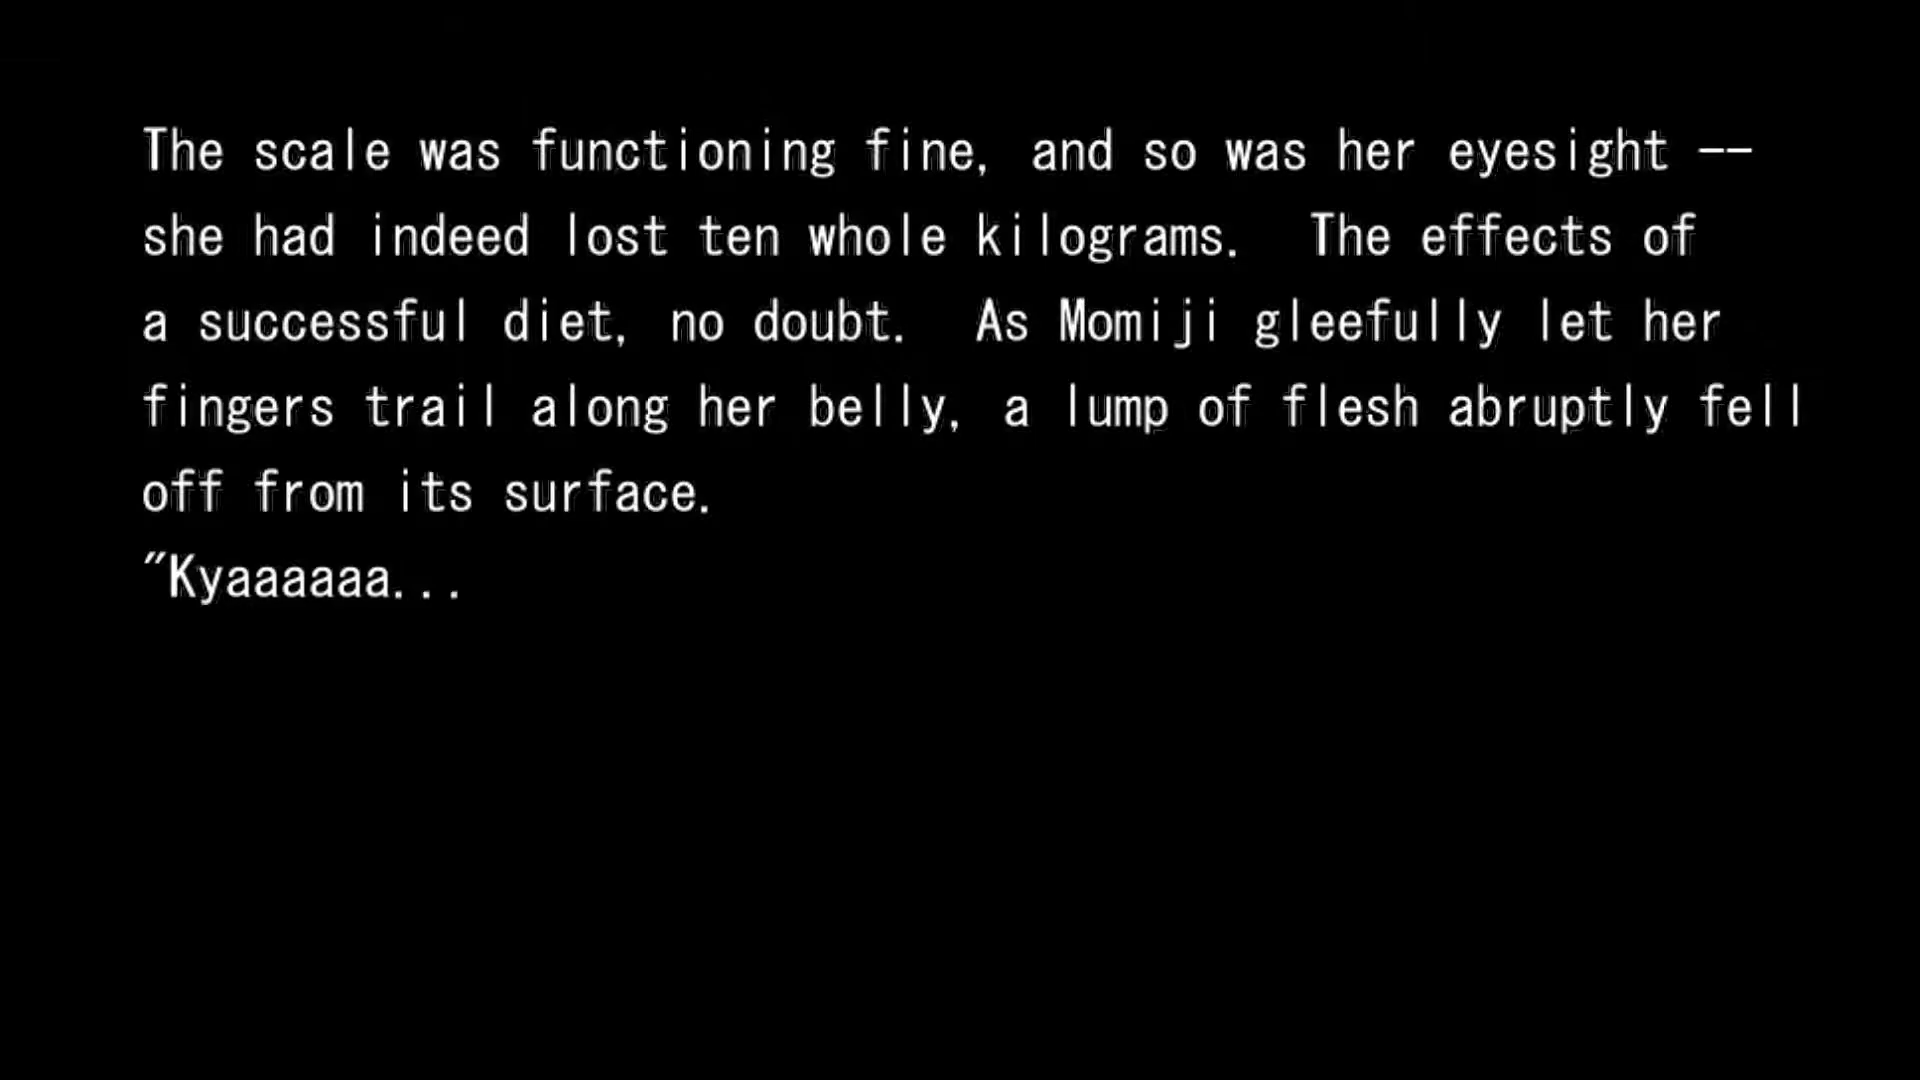 The scale was functioning fine, and so was her eyesight --
she had indeed lost ten whole kilograms.  The effects of
a successful diet, no doubt.  As Momiji gleefully let her
fingers trail along her belly, a lump of flesh abruptly fell
off from its surface.
"Kyaaaaaa...